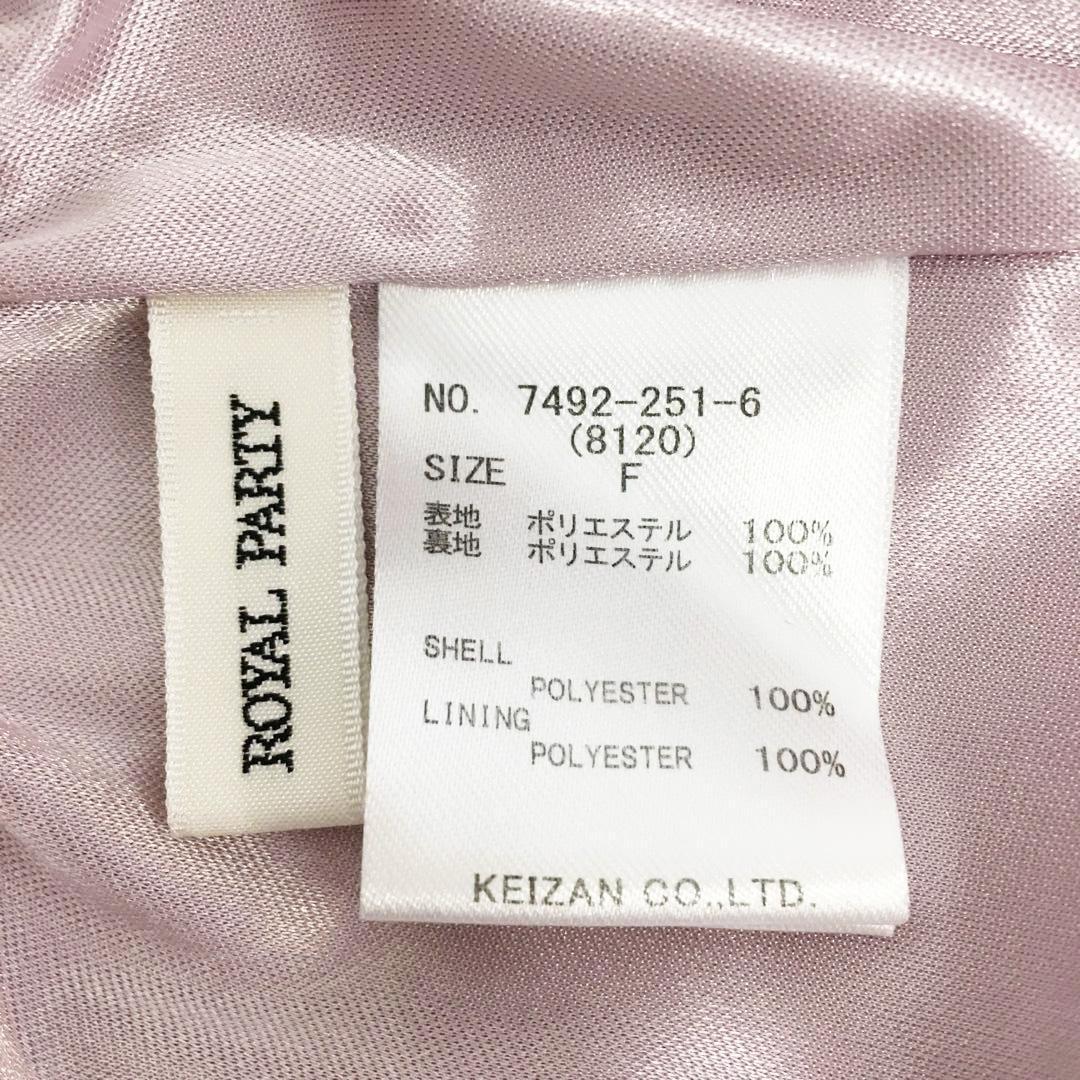 ROYAL PARTY
NO. 7492-251-6
(8120)
SIZE F
表地 ポリエステル 100%
裏地 ポリエステル 100%
SHELL
POLYESTER 100%
LINING
POLYESTER 100%
KEIZAN CO.,LTD.